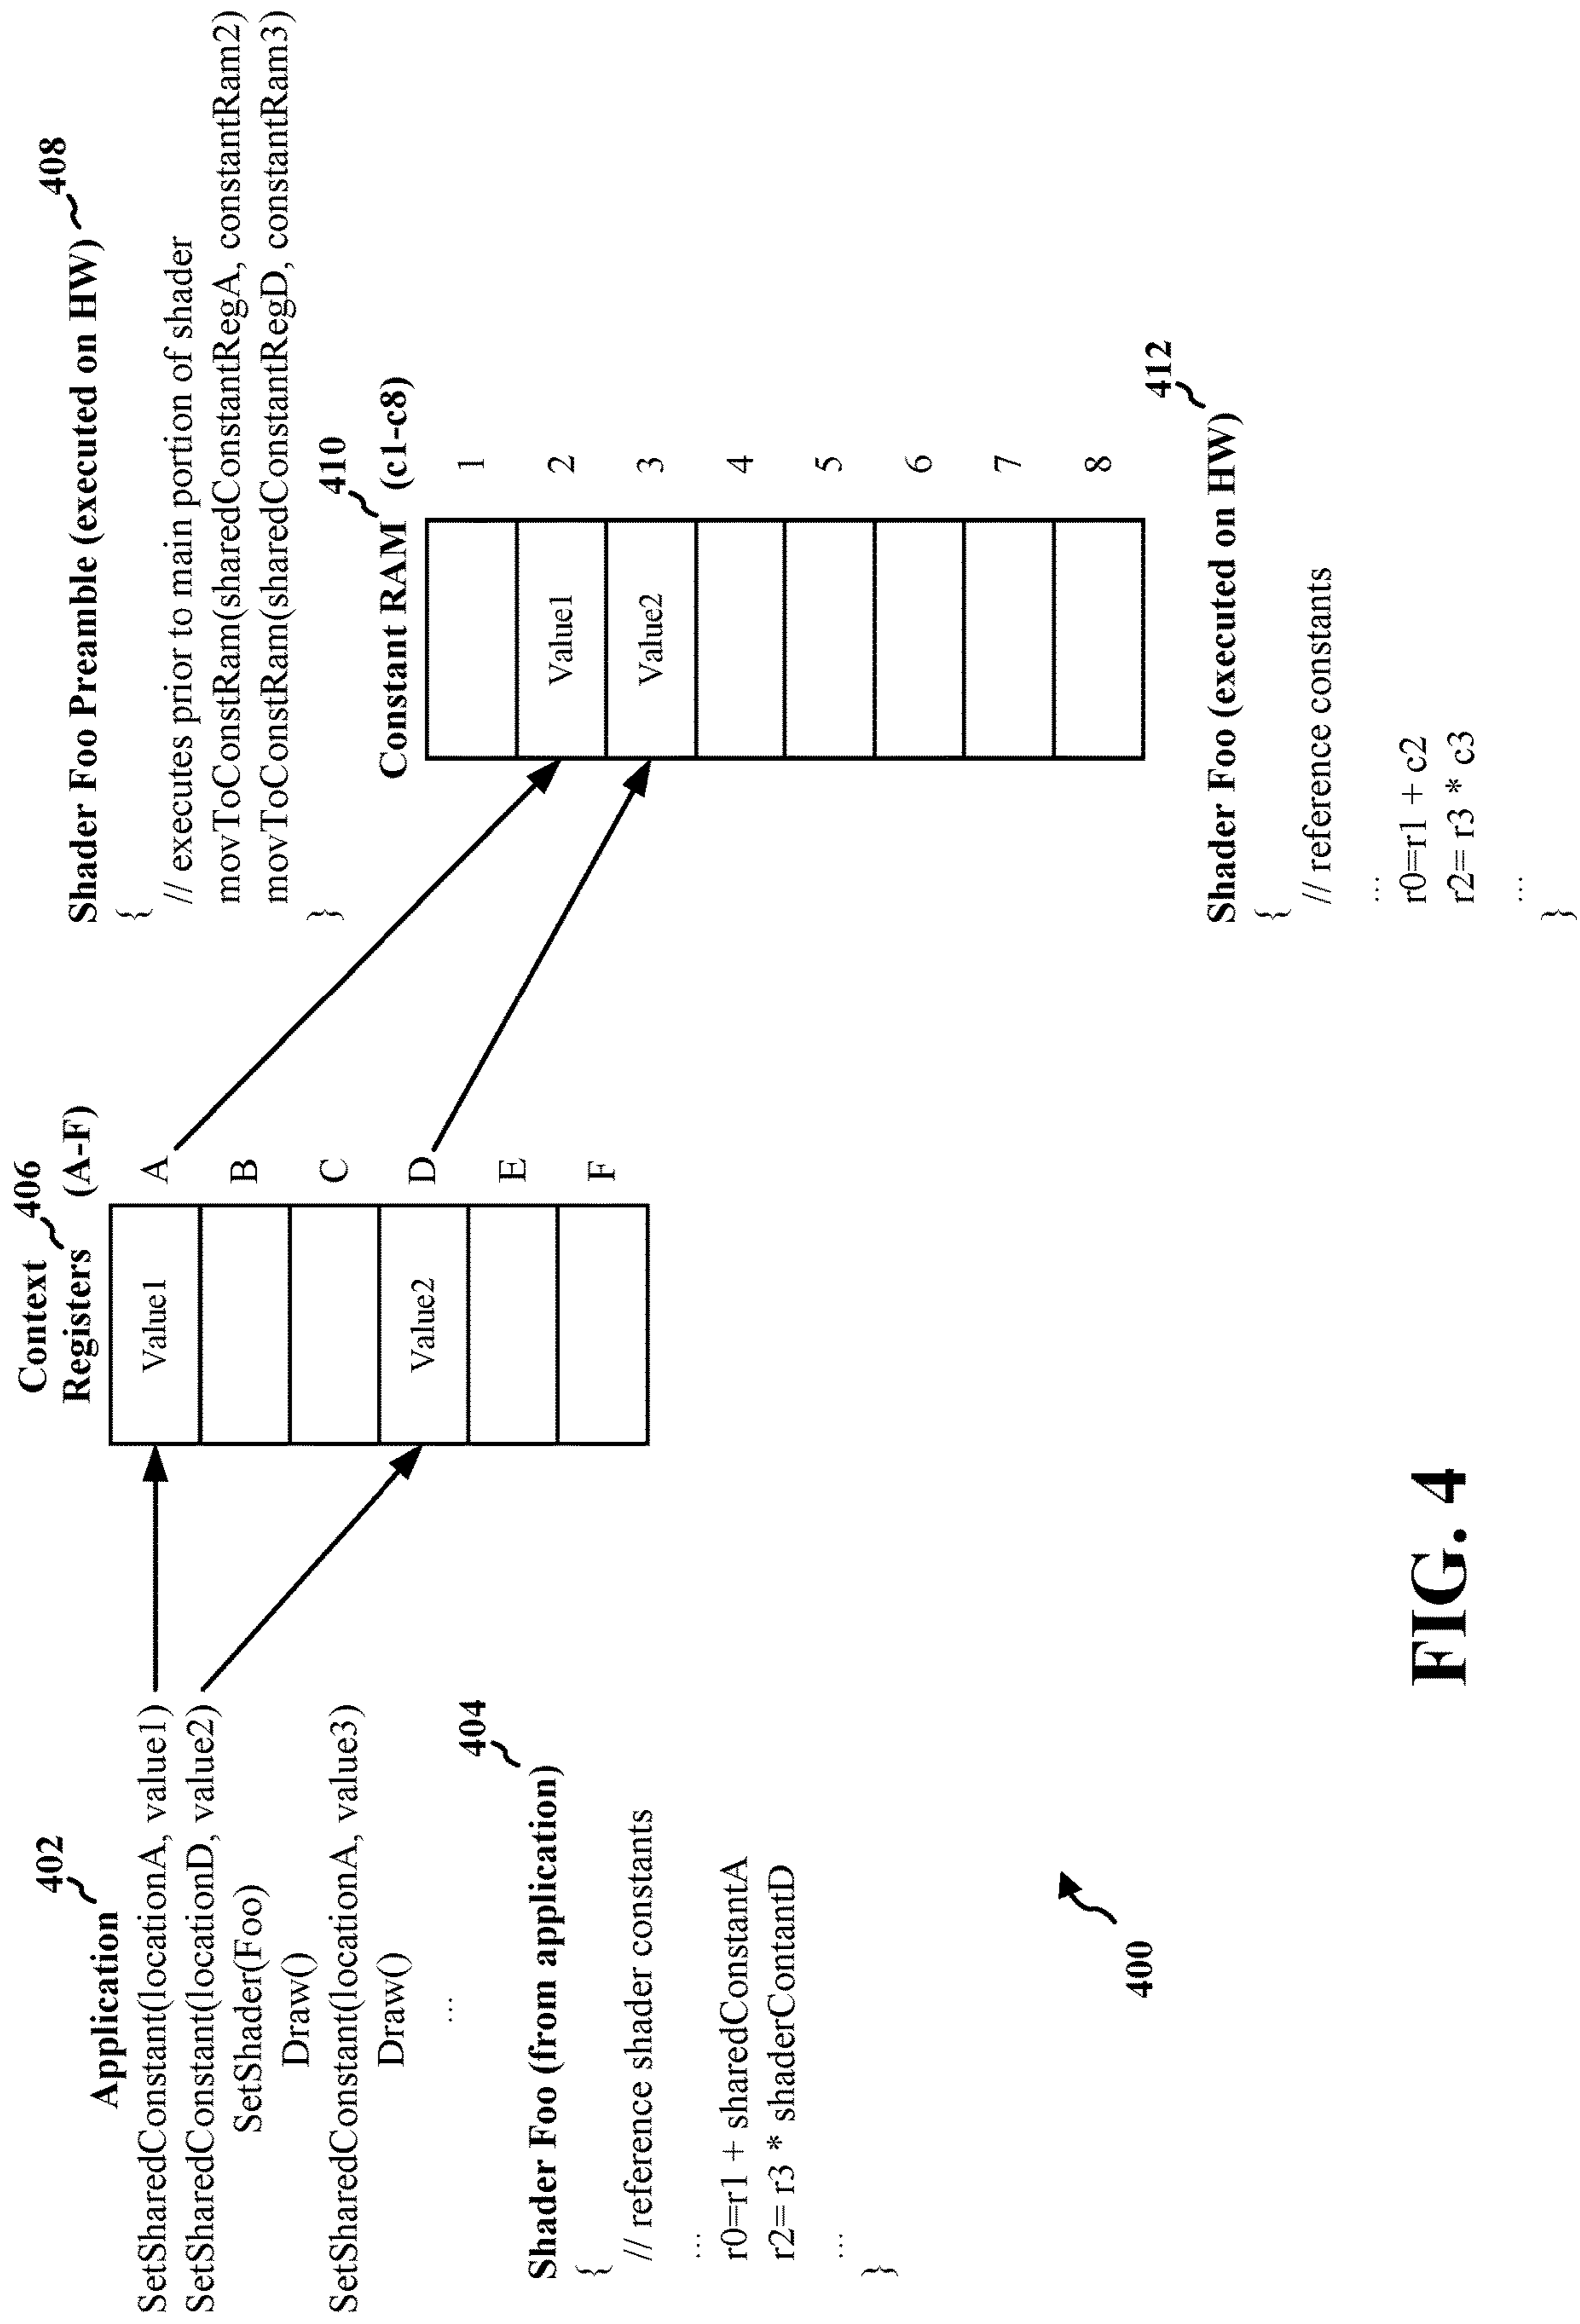 402
Application
SetSharedConstant(locationA, value1)
SetSharedConstant(locationD, value2)
SetShader(Foo)
Draw()
SetSharedConstant(locationA, value3)
Draw()
...
404
Shader Foo (from application)
{
// reference shader constants
...
r0=r1 + sharedConstantA
r2= r3 * shaderContantD
...
}
Context
Registers
406
(A-F)
Value1
A
B
C
Value2
D
E
F
408
Shader Foo Preamble (executed on HW)
{
// executes prior to main portion of shader
movToConstRam(sharedConstantRegA, constantRam2)
movToConstRam(sharedConstantRegD, constantRam3)
}
410
Constant RAM (c1-c8)
1
Value1
2
Value2
3
4
5
6
7
8
412
Shader Foo (executed on HW)
{
// reference constants
...
r0=r1 + c2
r2= r3 * c3
...
}
400
FIG. 4